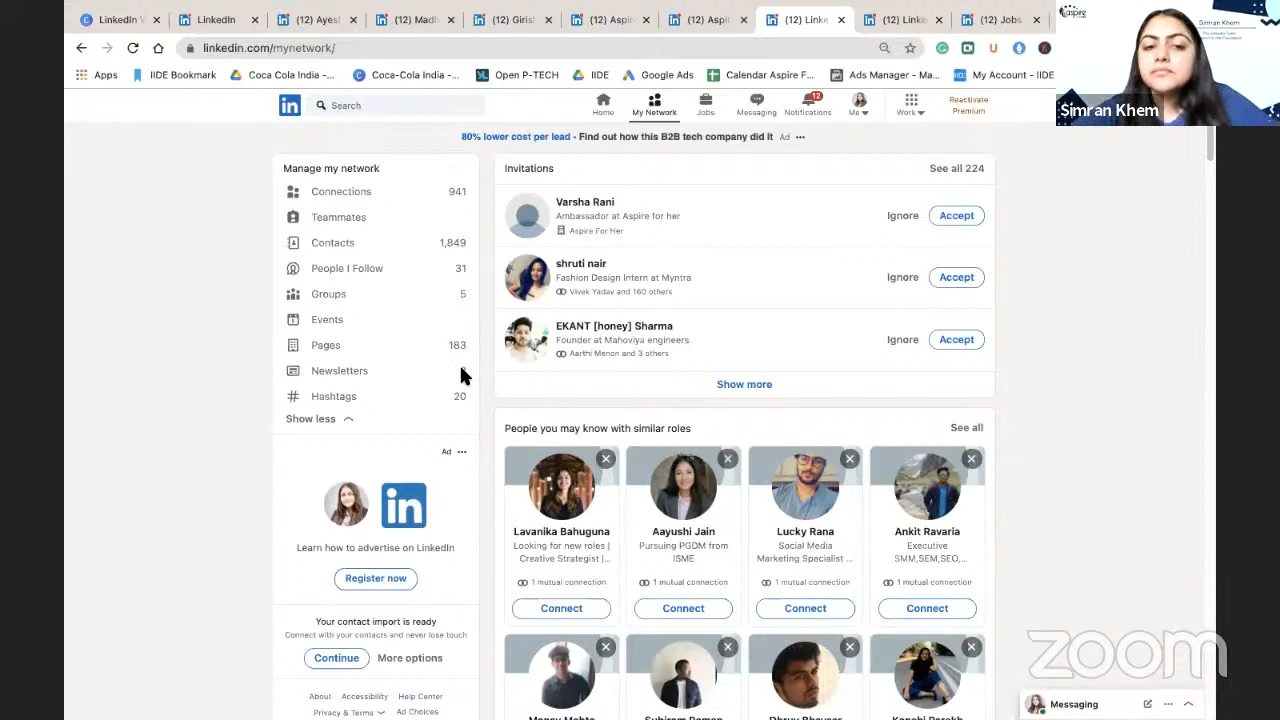 LinkedIn
LinkedIn
(12) Ayes
(12) Madh
(12) Girls
(12) Aspir
(12) Aspir
(12) Linke
(12) Linke
(12) Jobs
linkedin.com/mynetwork/
Apps
IIDE Bookmark
Coca Cola India -...
Coca-Cola India -...
Open P-TECH
IIDE
Google Ads
Calendar Aspire F...
Ads Manager - Ma...
My Account - IIDE
aspire
Simran Khem
Simran Khem
Search
Home
My Network
Jobs
Messaging
12
Notifications
Me
Work
Reactivate
Premium
80% lower cost per lead - Find out how this B2B tech company did it Ad
Manage my network
Connections 941
Teammates
Contacts 1,849
People I Follow 31
Groups 5
Events
Pages 183
Newsletters
Hashtags 20
Show less
Ad
Learn how to advertise on LinkedIn
Register now
Your contact import is ready
Connect with your contacts and never lose touch
Continue
More options
About Accessibility Help Center
Privacy & Terms Ad Choices
Invitations
See all 224
Varsha Rani
Ambassador at Aspire for her
Aspire For Her
Ignore
Accept
shruti nair
Fashion Design Intern at Myntra
Vivek Yadav and 160 others
Ignore
Accept
EKANT [honey] Sharma
Founder at Mahoviya engineers
Aarthi Menon and 3 others
Ignore
Accept
Show more
People you may know with similar roles
See all
Lavanika Bahuguna
Looking for new roles |
Creative Strategist |...
1 mutual connection
Connect
Aayushi Jain
Pursuing PGDM from
ISME
1 mutual connection
Connect
Lucky Rana
Social Media
Marketing Specialist ...
1 mutual connection
Connect
Ankit Ravaria
Executive
SMM,SEM,SEO,...
1 mutual connection
Connect
zoom
Messaging